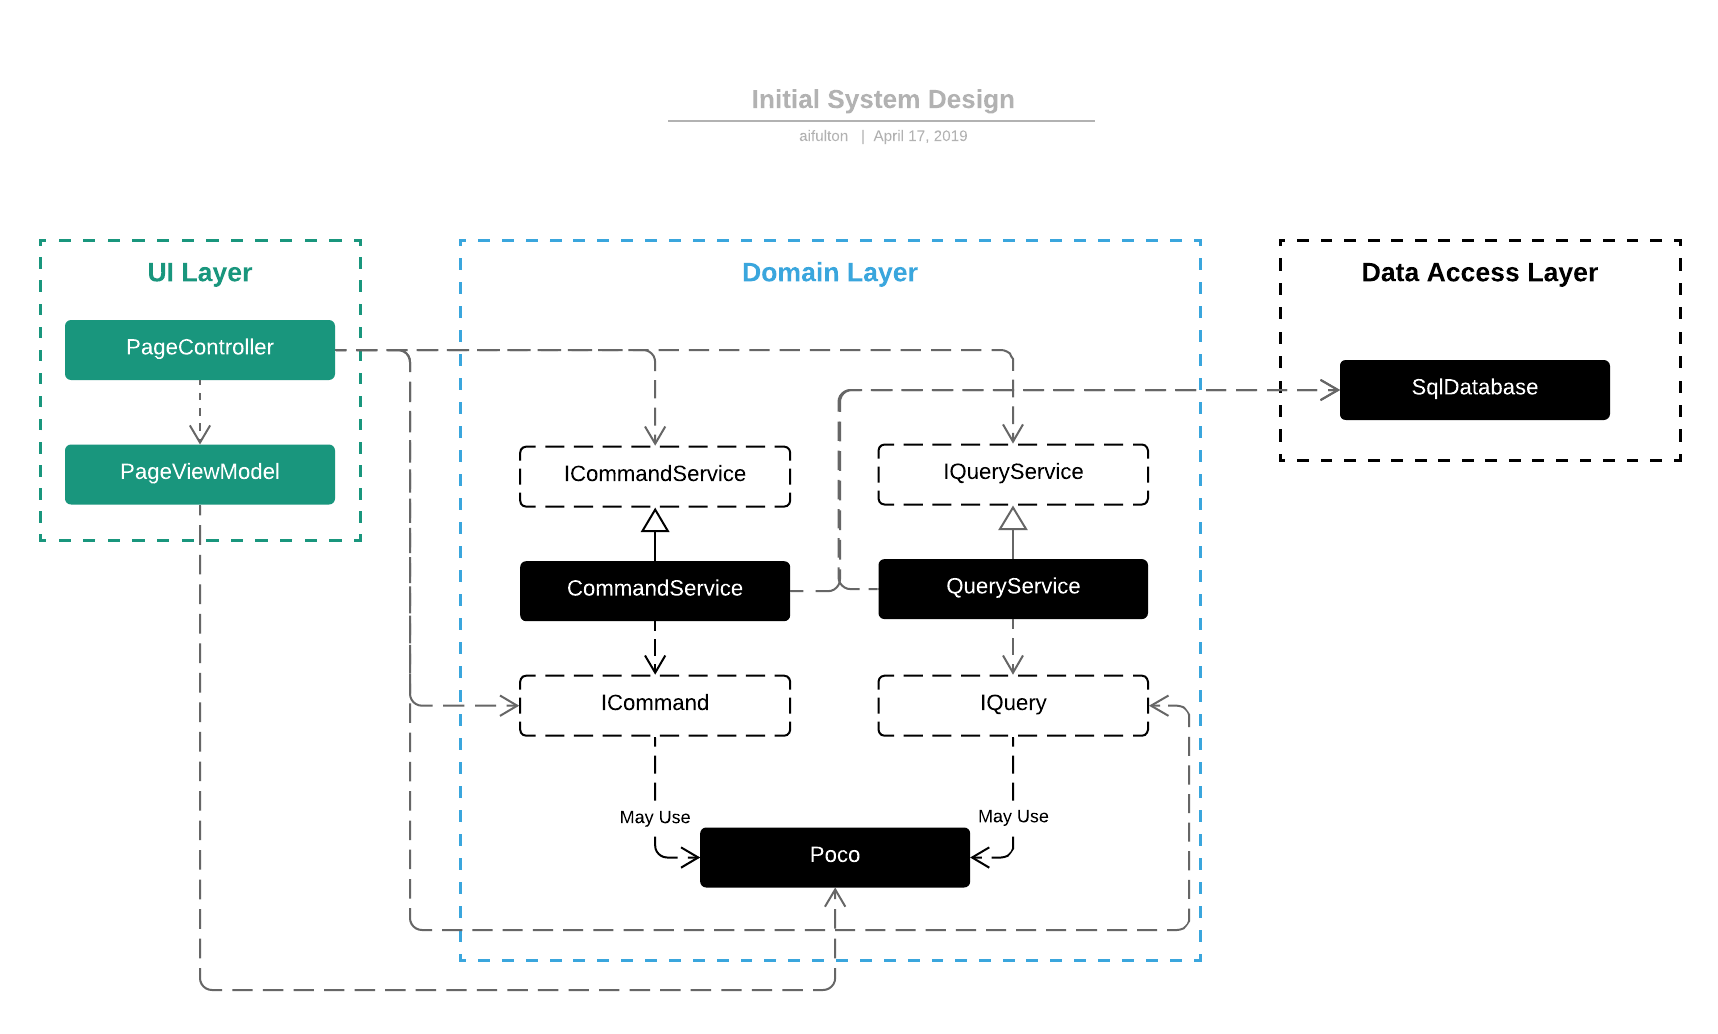 Initial System Design
aifulton | April 17, 2019
UI Layer
PageController
PageViewModel
Domain Layer
ICommandService
IQueryService
CommandService
QueryService
ICommand
IQuery
May Use
May Use
Poco
Data Access Layer
SqlDatabase